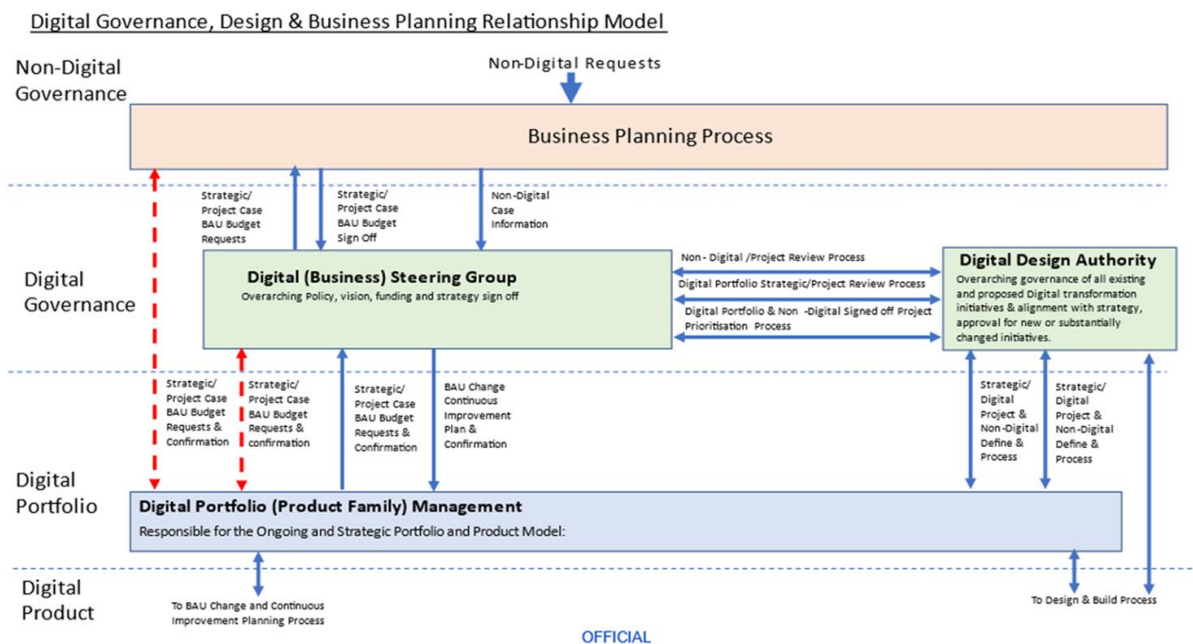 Digital Governance, Design & Business Planning Relationship Model
Non-Digital
Governance
Non-Digital Requests
Business Planning Process
Strategic/
Project Case
BAU Budget
Requests
Strategic/
Project Case
BAU Budget
Sign Off
Non-Digital
Case
Information
Digital
Governance
Digital (Business) Steering Group
Overarching Policy, vision, funding and strategy sign off
Non- Digital /Project Review Process
Digital Portfolio Strategic/Project Review Process
Digital Portfolio & Non -Digital Signed off Project
Prioritisation Process
Digital Design Authority
Overarching governance of all existing
and proposed Digital transformation
initiatives & alignment with strategy,
approval for new or substantially
changed initiatives.
Strategic/
Project Case
BAU Budget
Requests &
Confirmation
Strategic/
Project Case
BAU Budget
Requests &
confirmation
Strategic/
Project Case
BAU Budget
Requests &
Confirmation
BAU Change
Continuous
Improvement
Plan &
Confirmation
Strategic/
Digital
Project &
Non-Digital
Define &
Process
Strategic/
Digital
Project &
Non-Digital
Define &
Process
Digital
Portfolio
Digital Portfolio (Product Family) Management
Responsible for the Ongoing and Strategic Portfolio and Product Model:
Digital
Product
To BAU Change and Continuous
Improvement Planning Process
To Design & Build Process
OFFICIAL